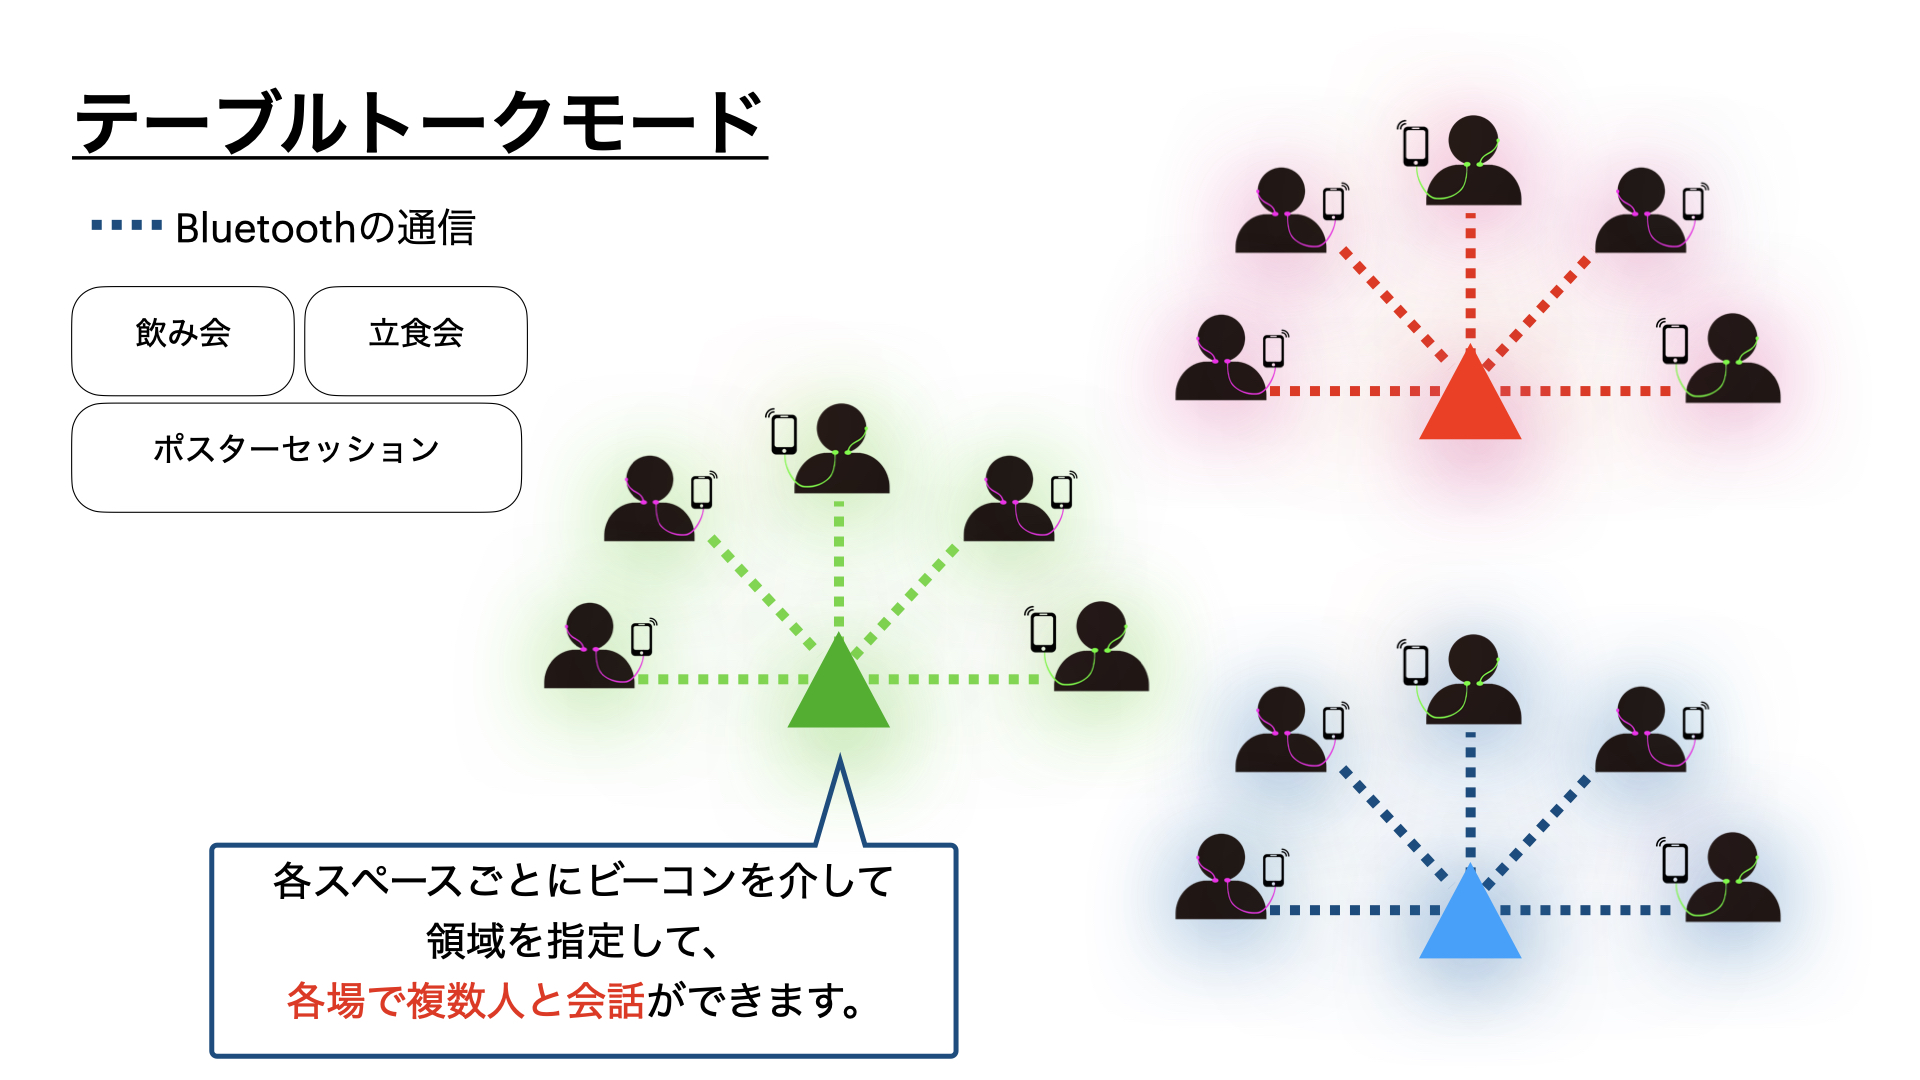 テーブルトークモード
Bluetoothの通信
飲み会
立食会
ポスターセッション
各スペースごとにビーコンを介して
領域を指定して、
各場で複数人と会話ができます。